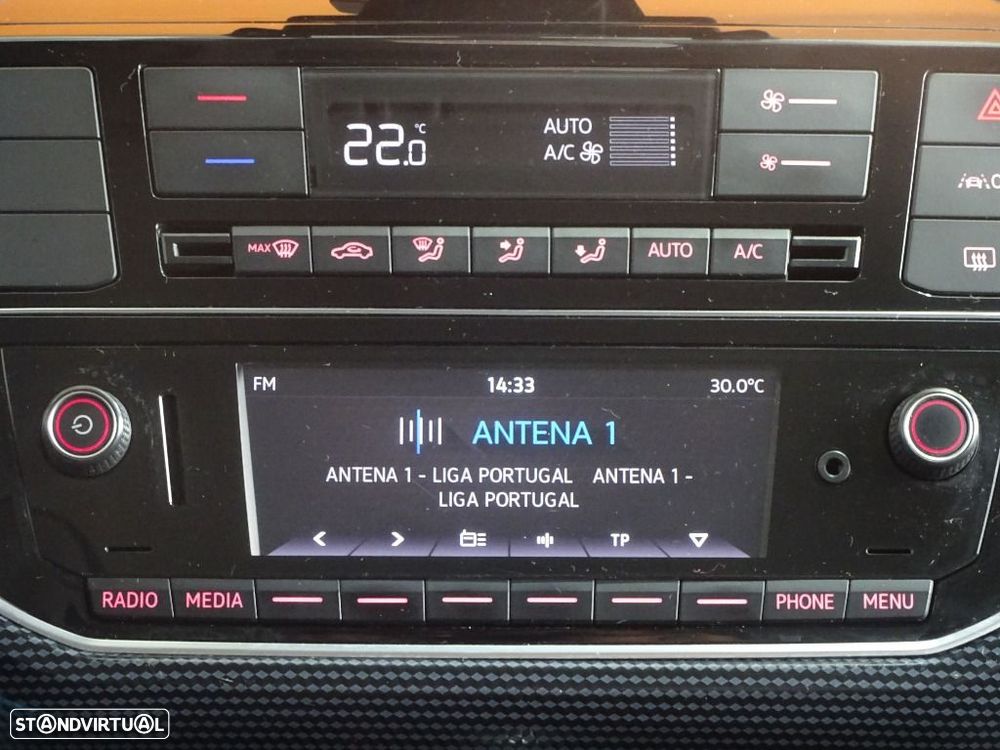 22.0 °C
AUTO
A/C
MAX
AUTO
A/C
FM 14:33 30.0°C
ANTENA 1
ANTENA 1 - LIGA PORTUGAL ANTENA 1 -
LIGA PORTUGAL
< > TP
RADIO MEDIA PHONE MENU
STANDVIRTUAL